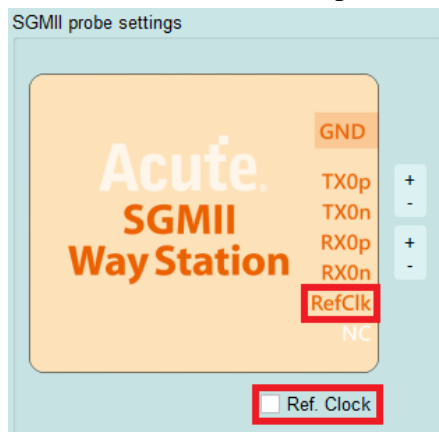 SGMII probe settings
Acute
SGMII
Way Station
GND
TX0p
TX0n
RX0p
RX0n
RefClk
NC
+
-
+
-
Ref. Clock